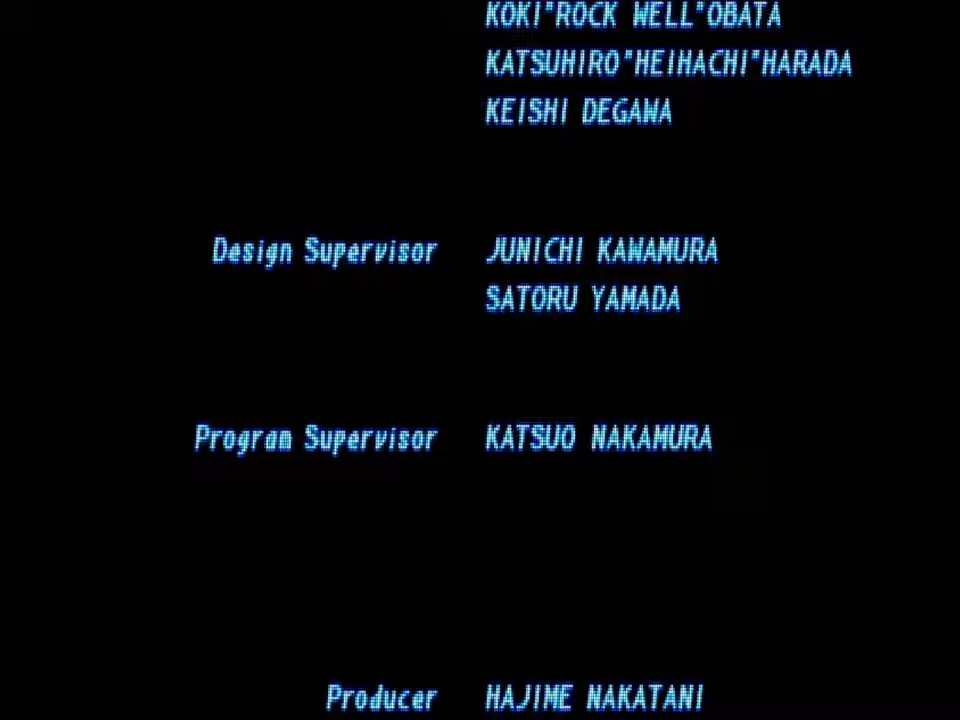 KOKI"ROCK WELL"OBATA
KATSUHIRO"HEIHACHI"HARADA
KEISHI DEGAWA
Design Supervisor JUNICHI KAWAMURA
SATORU YAMADA
Program Supervisor KATSUO NAKAMURA
Producer HAJIME NAKATANI